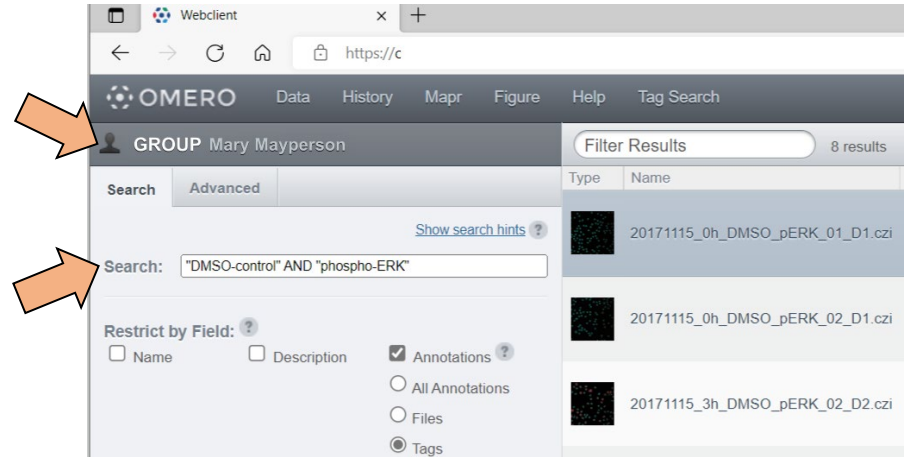 Webclient
https://c
OMERO Data History Mapr Figure Help Tag Search
GROUP Mary Mayperson
Filter Results 8 results
Search Advanced
Type Name
Show search hints ?
20171115_0h_DMSO_pERK_01_D1.czi
Search: "DMSO-control" AND "phospho-ERK"
Restrict by Field: ?
20171115_0h_DMSO_pERK_02_D1.czi
Name Description Annotations ?
All Annotations
20171115_3h_DMSO_pERK_02_D2.czi
Files
Tags